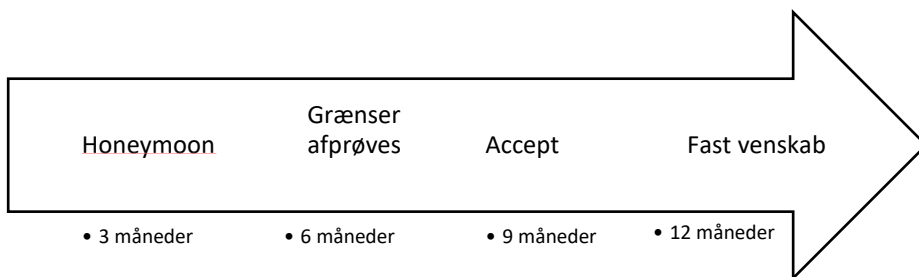 Honeymoon
Grænser
afprøves
Accept
Fast venskab
• 3 måneder
• 6 måneder
• 9 måneder
• 12 måneder